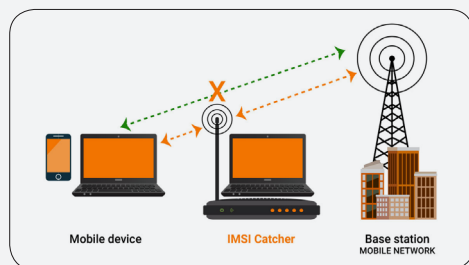 X
Mobile device
IMSI Catcher
Base station
MOBILE NETWORK